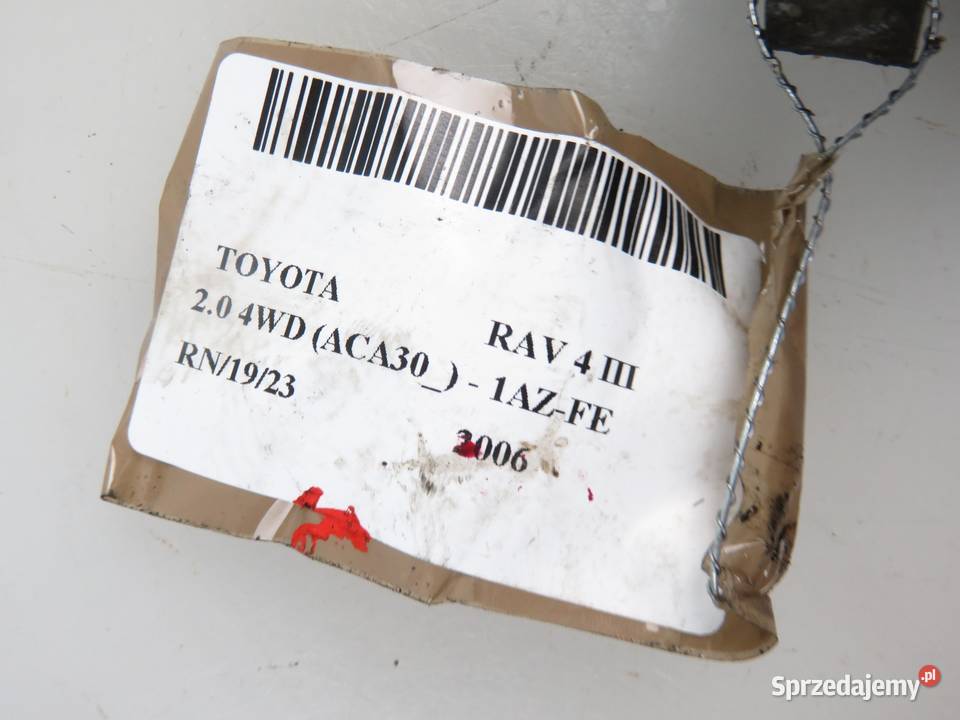 TOYOTA RAV 4 III
2.0 4WD (ACA30_) - 1AZ-FE
RN/19/23 2006
Sprzedajemy.pl